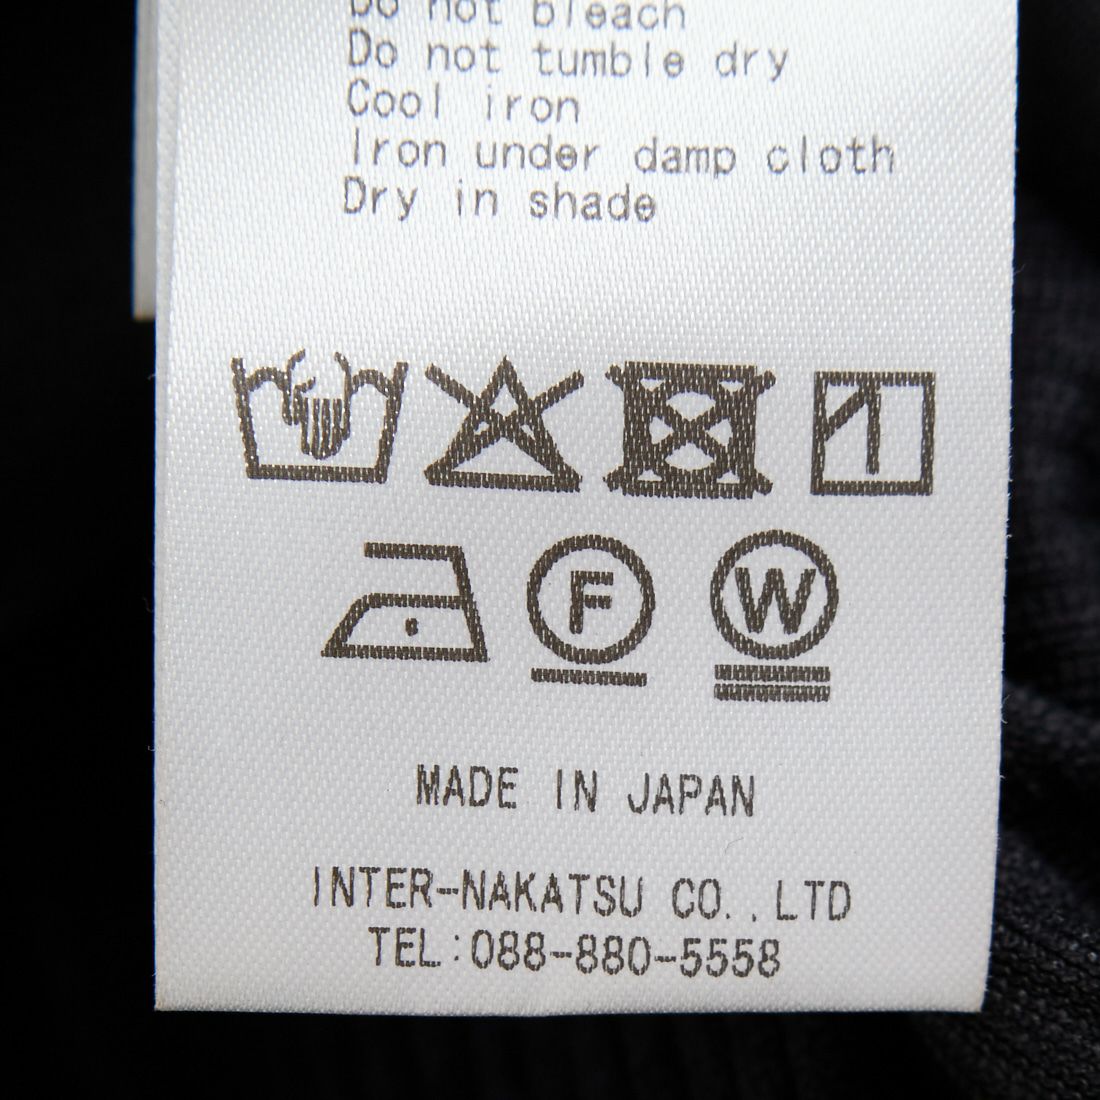 Do not bleach
Do not tumble dry
Cool iron
Iron under damp cloth
Dry in shade
F W
MADE IN JAPAN
INTER-NAKATSU CO.,LTD
TEL:088-880-5558